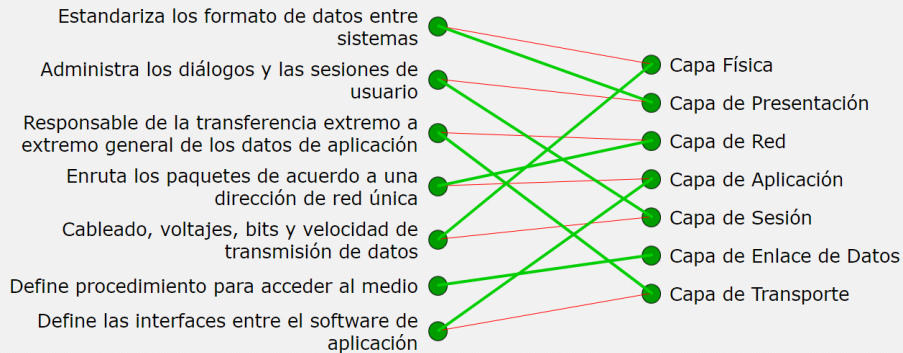 Estandariza los formato de datos entre
sistemas
Administra los diálogos y las sesiones de
usuario
Responsable de la transferencia extremo a
extremo general de los datos de aplicación
Enruta los paquetes de acuerdo a una
dirección de red única
Cableado, voltajes, bits y velocidad de
transmisión de datos
Define procedimiento para acceder al medio
Define las interfaces entre el software de
aplicación
Capa Física
Capa de Presentación
Capa de Red
Capa de Aplicación
Capa de Sesión
Capa de Enlace de Datos
Capa de Transporte